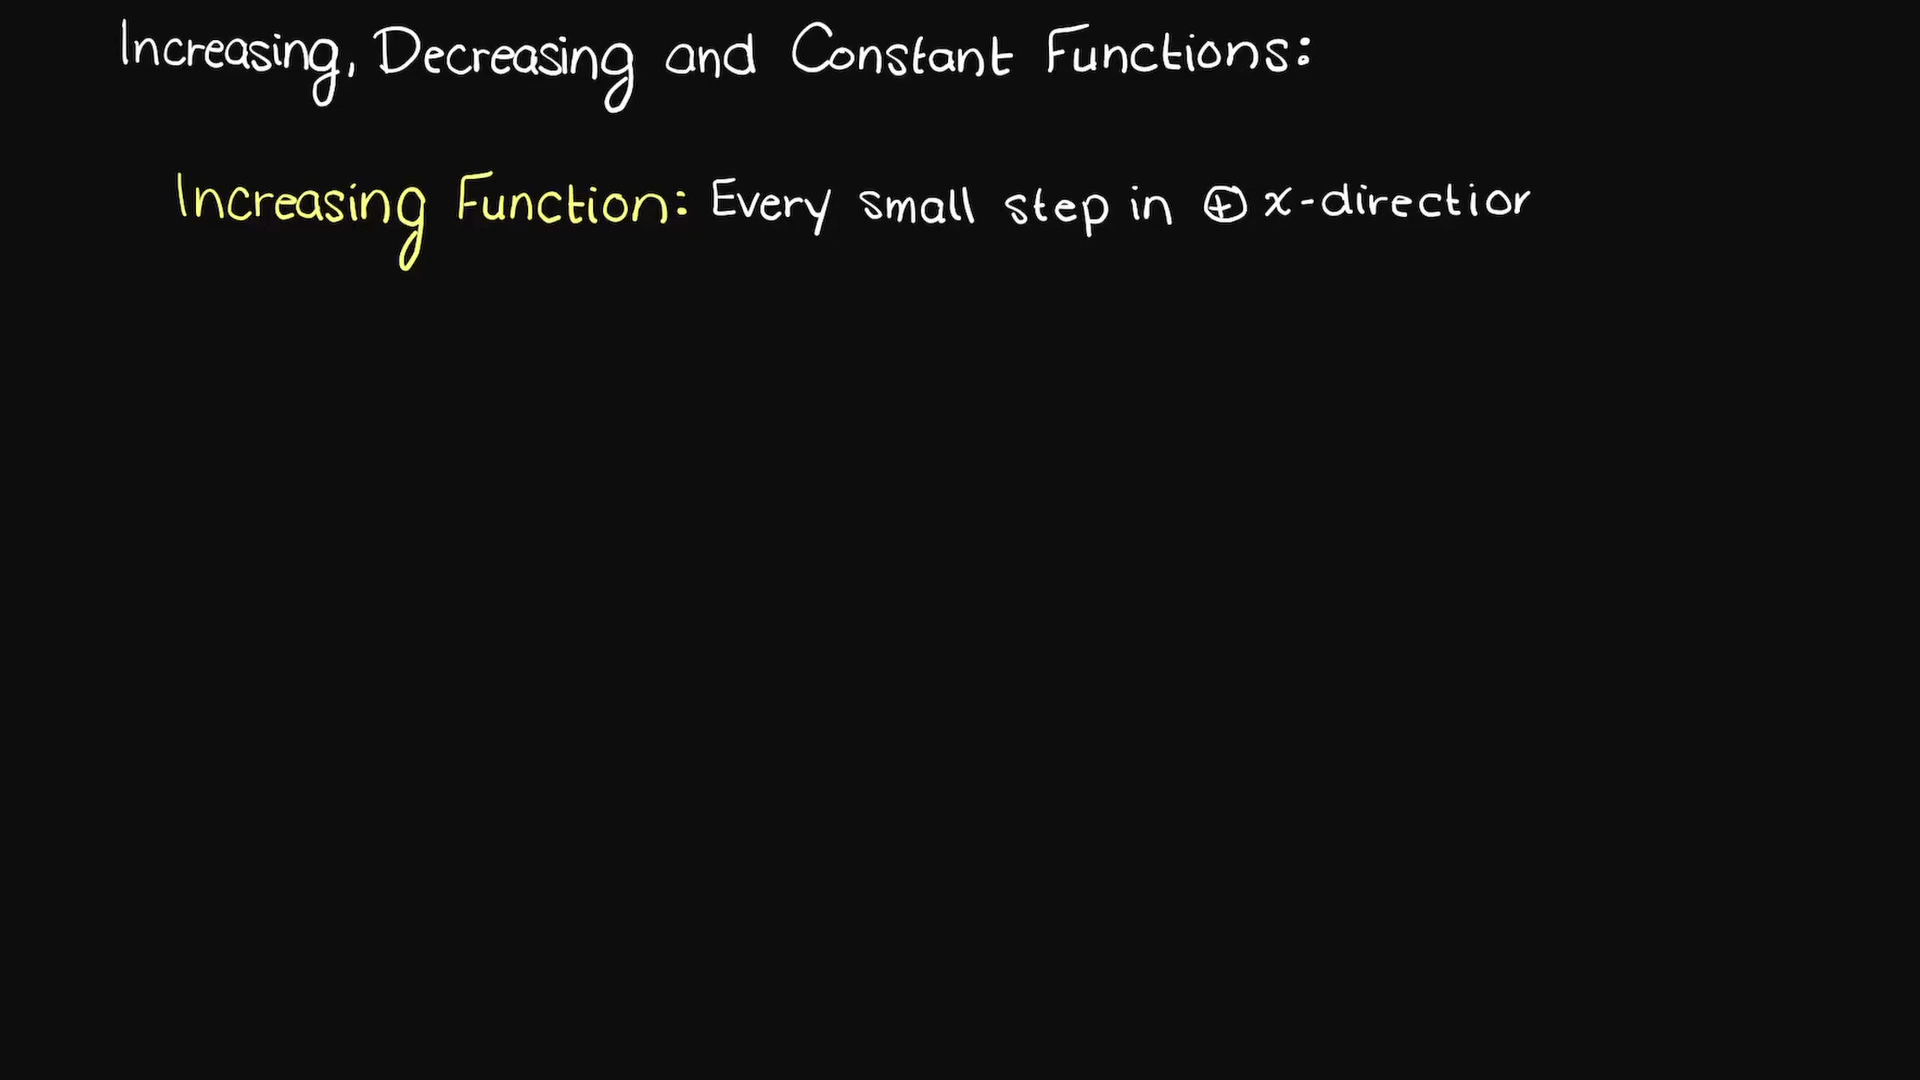 Increasing, Decreasing and Constant Functions:
Increasing Function: Every small step in ⊕ x-directior